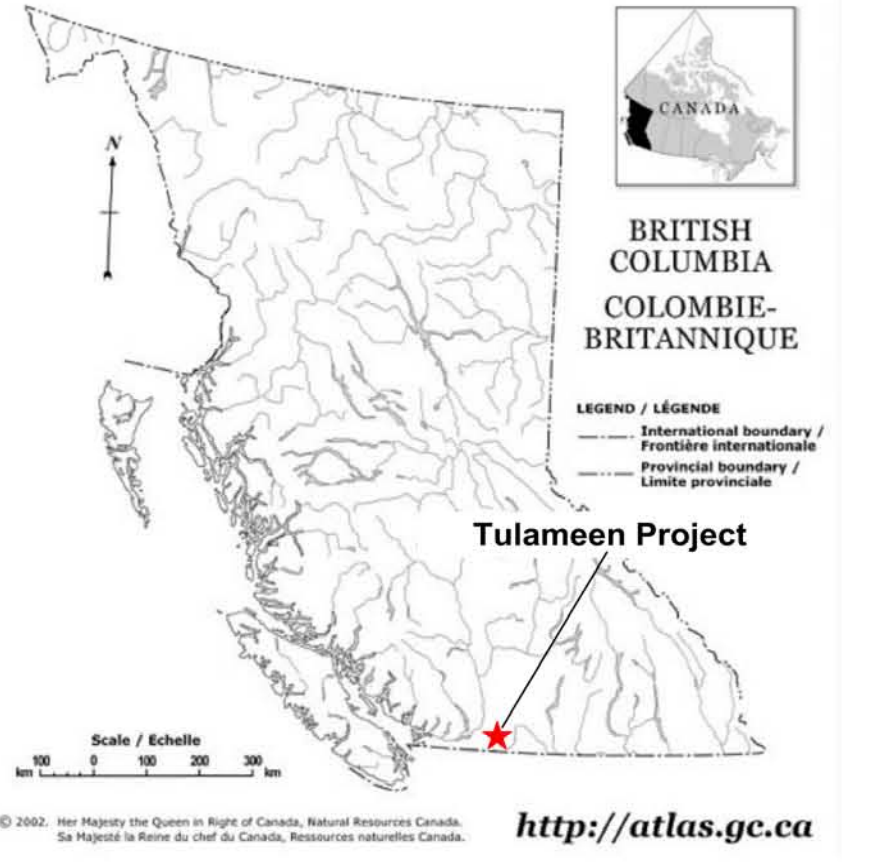 N
CANADA
BRITISH
COLUMBIA
COLOMBIE-
BRITANNIQUE
LEGEND / LÉGENDE
International boundary /
Frontière internationale
Provincial boundary /
Limite provinciale
Tulameen Project
Scale / Echelle
km 100 0 100 200 300 km
© 2002. Her Majesty the Queen in Right of Canada, Natural Resources Canada.
Sa Majesté la Reine du chef du Canada, Ressources naturelles Canada.
http://atlas.gc.ca